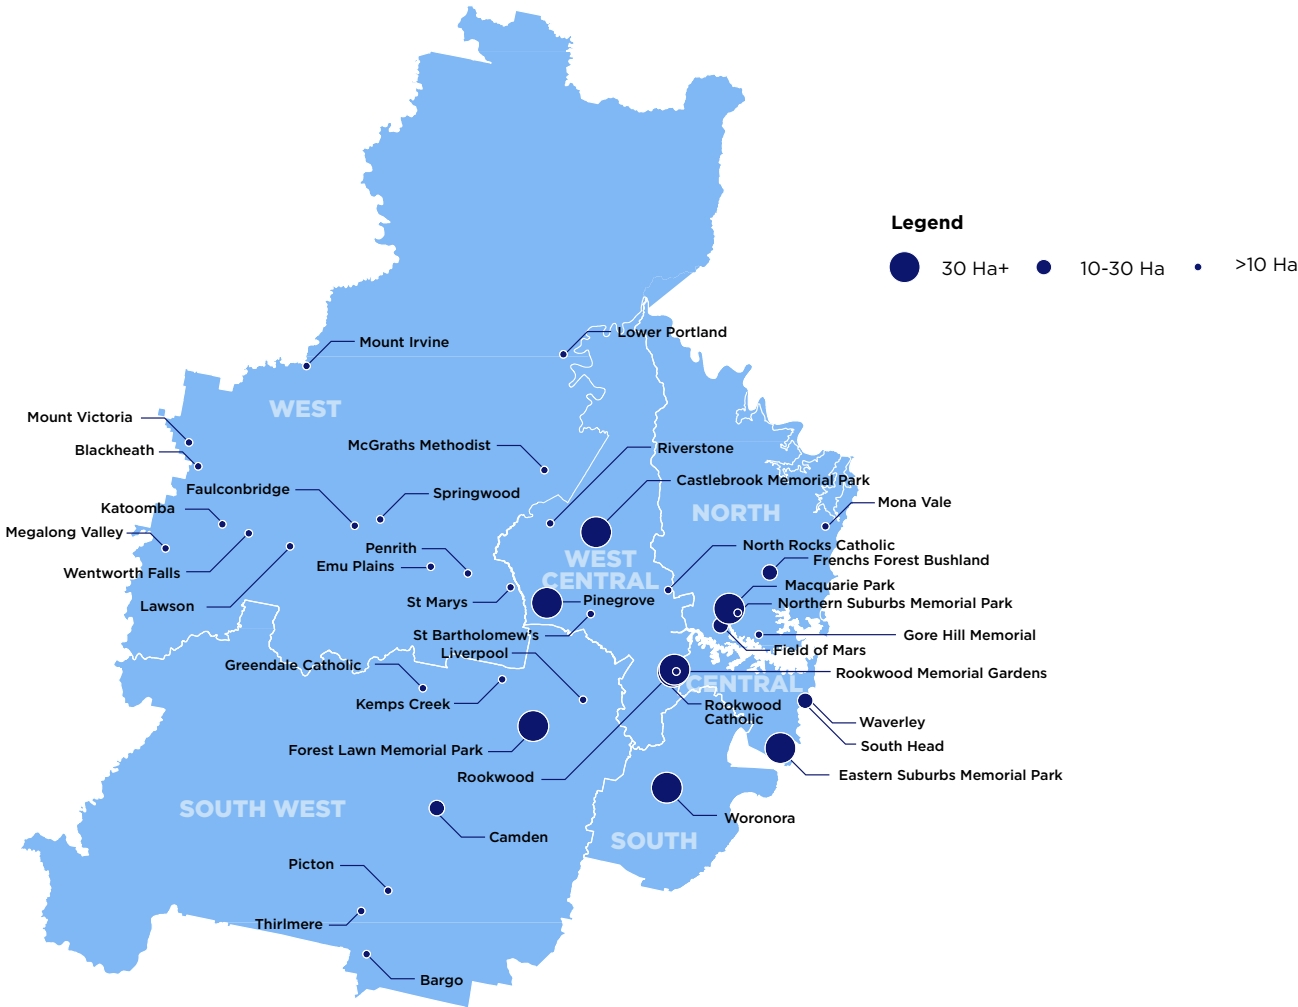 Legend
30 Ha+
10-30 Ha
>10 Ha
Lower Portland
Mount Irvine
WEST
Mount Victoria
McGraths Methodist
Riverstone
Blackheath
Castlebrook Memorial Park
Faulconbridge
Springwood
Mona Vale
Katoomba
NORTH
Megalong Valley
North Rocks Catholic
Penrith
WEST
CENTRAL
Frenchs Forest Bushland
Emu Plains
Wentworth Falls
Macquarie Park
Lawson
St Marys
Pinegrove
Northern Suburbs Memorial Park
St Bartholomew's
Gore Hill Memorial
Liverpool
Field of Mars
Greendale Catholic
Rookwood Memorial Gardens
CENTRAL
Kemps Creek
Rookwood
Catholic
Waverley
Forest Lawn Memorial Park
South Head
Rookwood
Eastern Suburbs Memorial Park
SOUTH WEST
Woronora
Camden
SOUTH
Picton
Thirlmere
Bargo